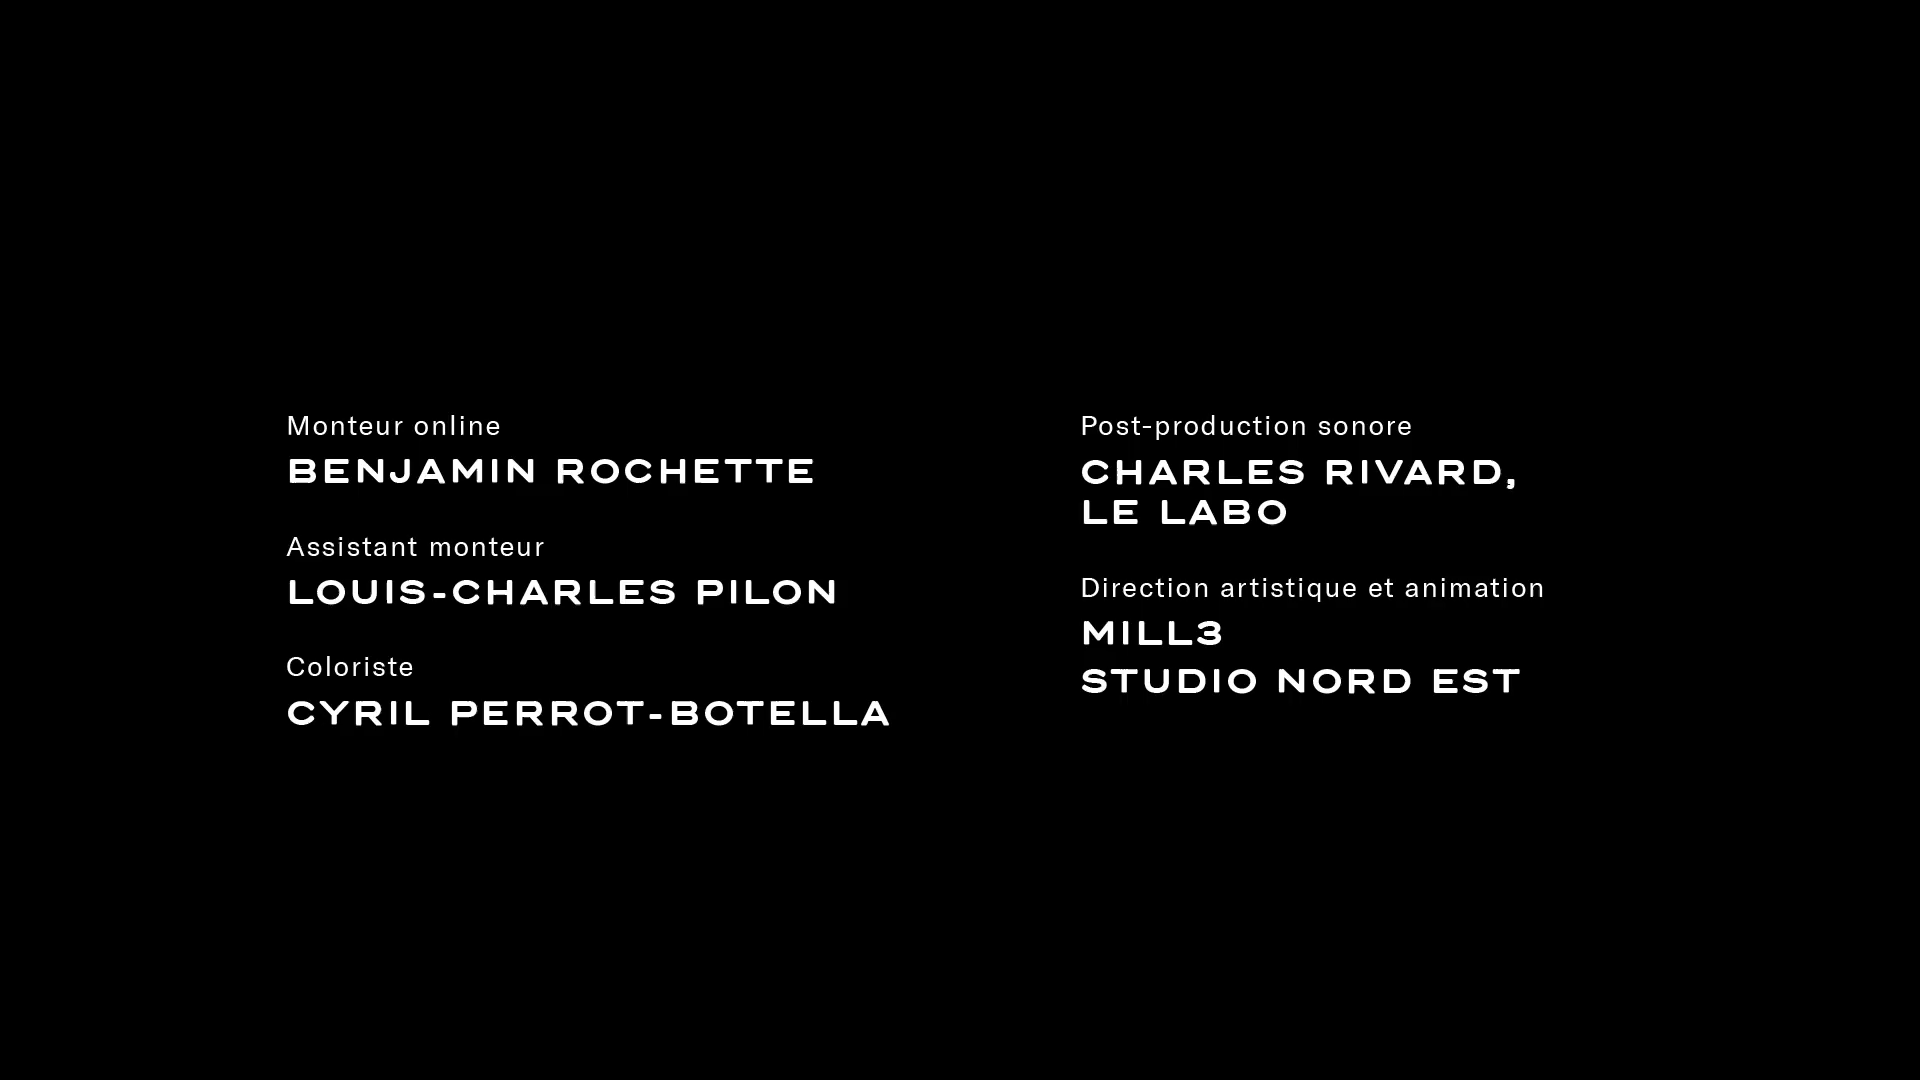 Monteur online
BENJAMIN ROCHETTE
Assistant monteur
LOUIS-CHARLES PILON
Coloriste
CYRIL PERROT-BOTELLA
Post-production sonore
CHARLES RIVARD,
LE LABO
Direction artistique et animation
MILL3
STUDIO NORD EST